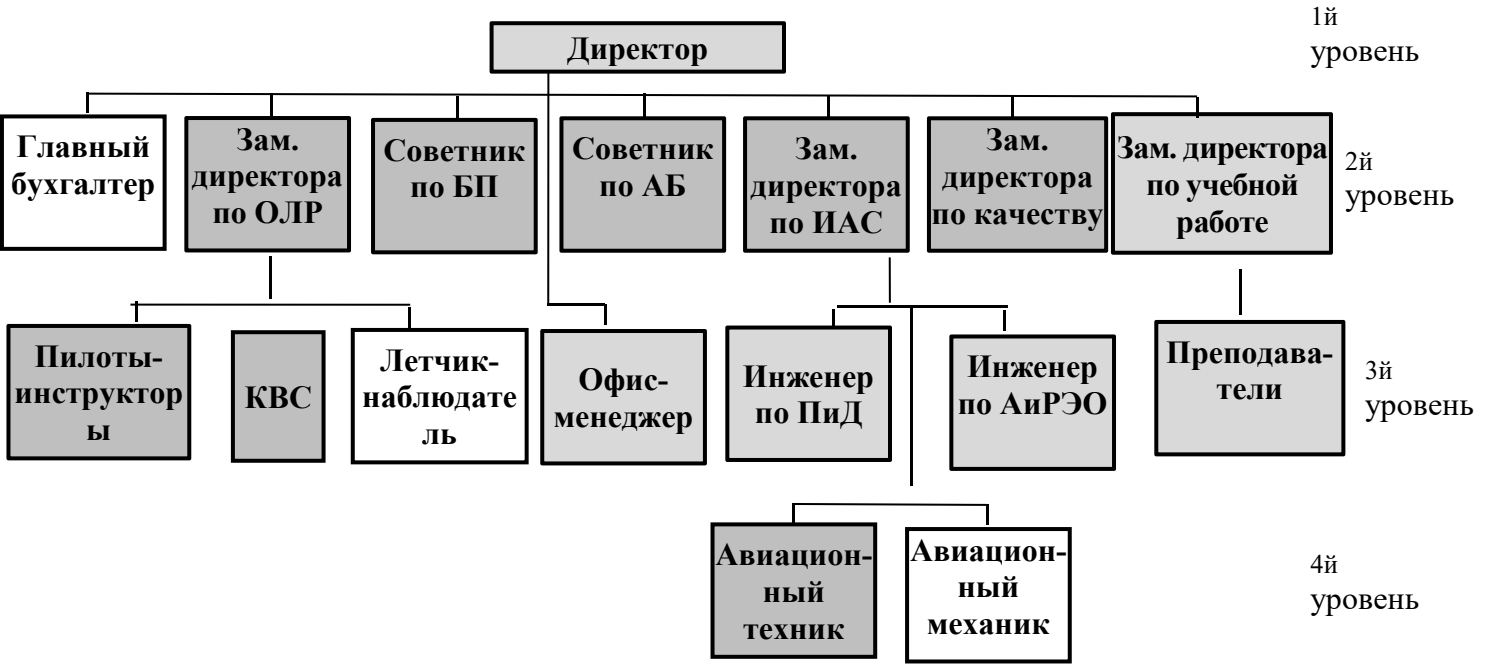 1й
уровень
Директор
Главный
бухгалтер
Зам.
директора
по ОЛР
Советник
по БП
Советник
по АБ
Зам.
директора
по ИАС
Зам.
директора
по качеству
Зам. директора
по учебной
работе
2й
уровень
Пилоты-
инструктор
ы
КВС
Летчик-
наблюдате
ль
Офис-
менеджер
Инженер
по ПиД
Инженер
по АиРЭО
Преподава-
тели
3й
уровень
Авиацион-
ный
техник
Авиацион-
ный
механик
4й
уровень